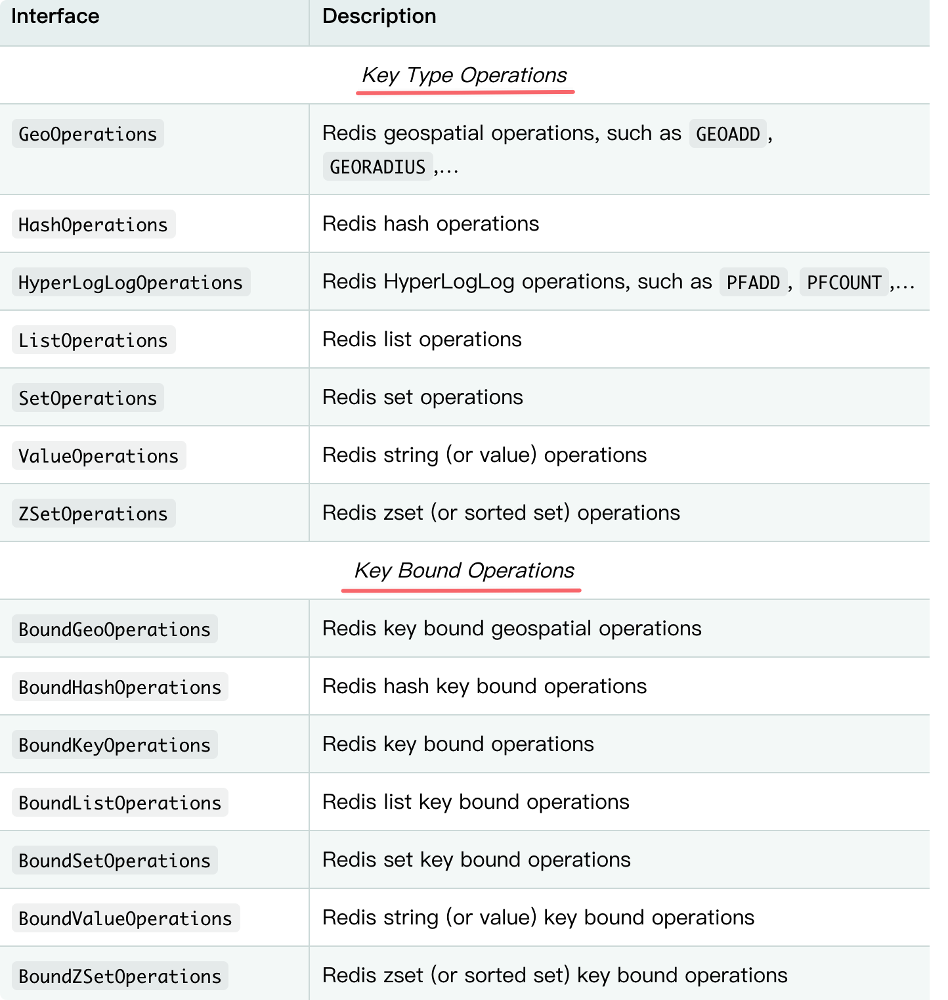 Interface Description
Key Type Operations
GeoOperations Redis geospatial operations, such as GEOADD,
GEORADIUS,...
HashOperations Redis hash operations
HyperLogLogOperations Redis HyperLogLog operations, such as PFADD, PFCOUNT,...
ListOperations Redis list operations
SetOperations Redis set operations
ValueOperations Redis string (or value) operations
ZSetOperations Redis zset (or sorted set) operations
Key Bound Operations
BoundGeoOperations Redis key bound geospatial operations
BoundHashOperations Redis hash key bound operations
BoundKeyOperations Redis key bound operations
BoundListOperations Redis list key bound operations
BoundSetOperations Redis set key bound operations
BoundValueOperations Redis string (or value) key bound operations
BoundZSetOperations Redis zset (or sorted set) key bound operations